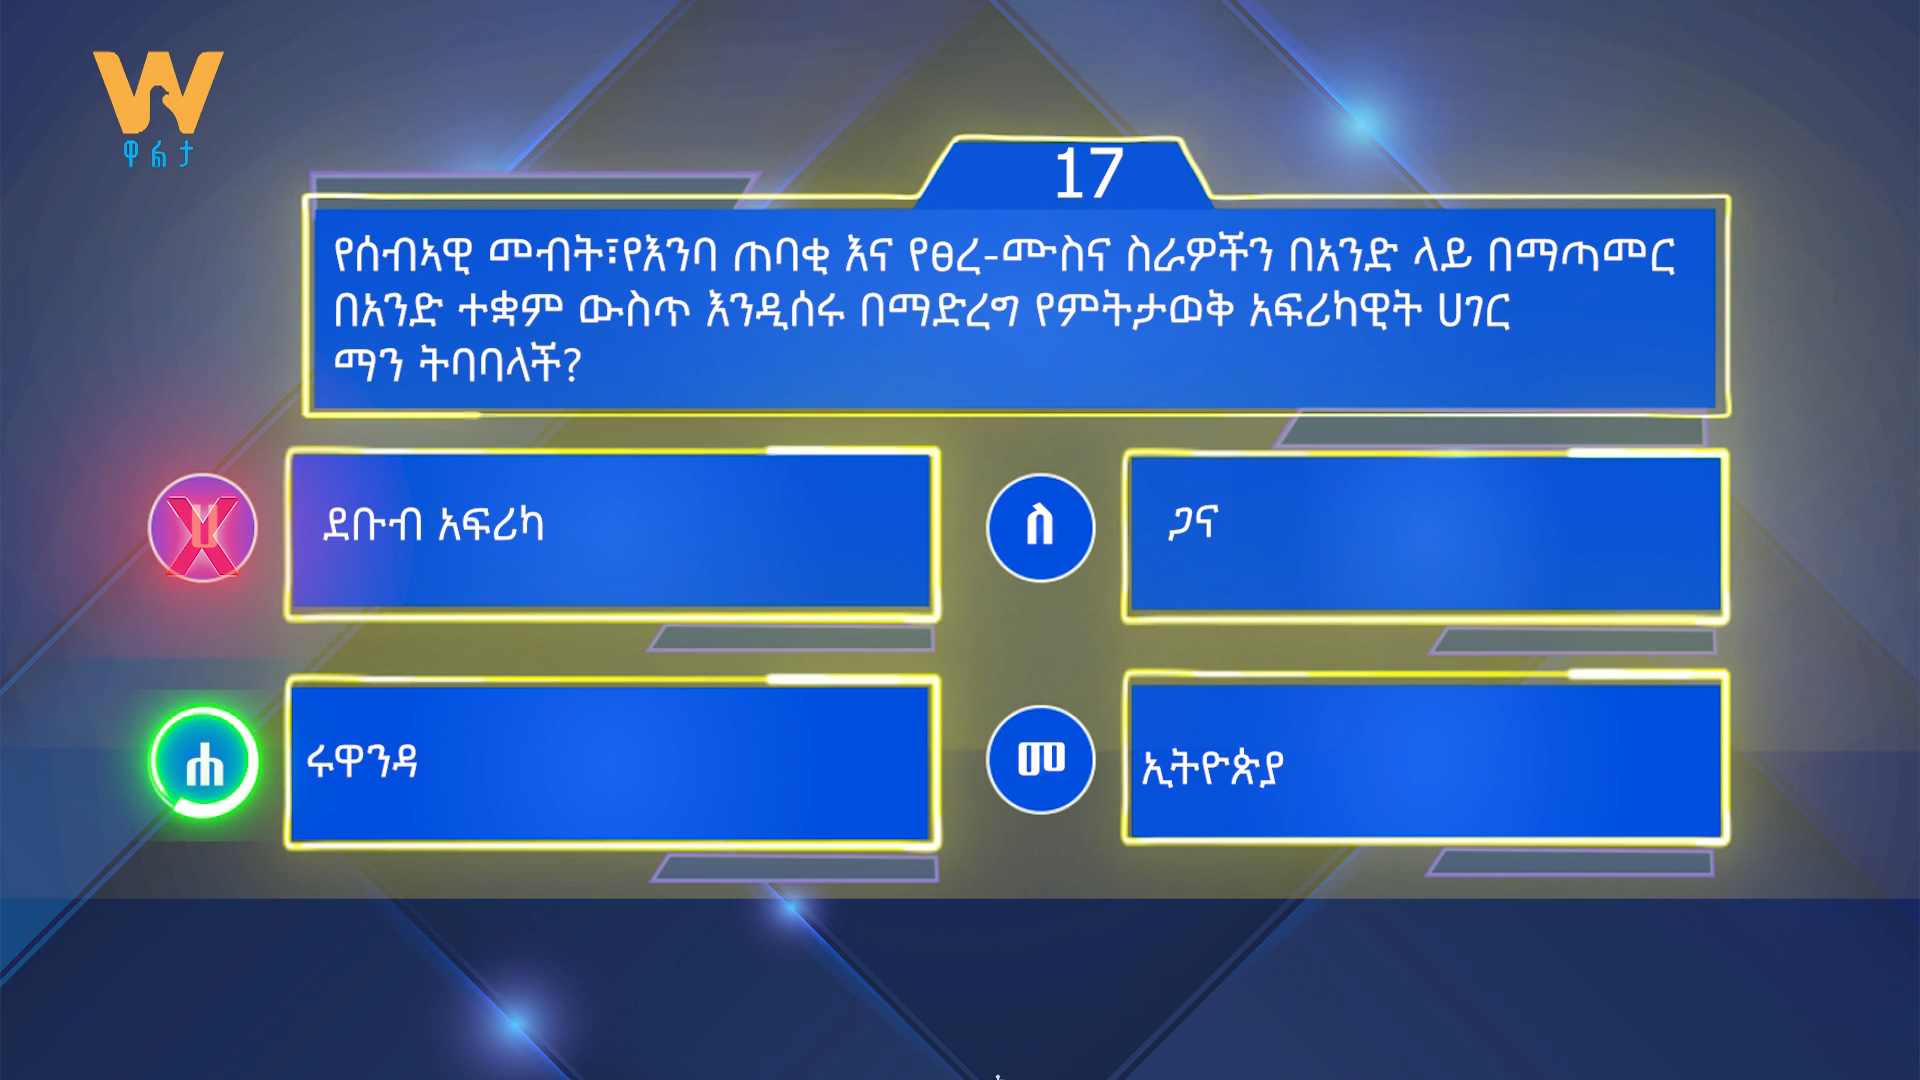 ዋልታ
17
የሰብኣዊ መብት፣የእንባ ጠባቂ እና የፀረ-ሙስና ስራዎችን በአንድ ላይ በማጣመር
በአንድ ተቋም ውስጥ እንዲሰሩ በማድረግ የምትታወቅ አፍሪካዊት ሀገር
ማን ትባባላች?
ሀ ደቡብ አፍሪካ
ለ ጋና
ሐ ሩዋንዳ
መ ኢትዮጵያ